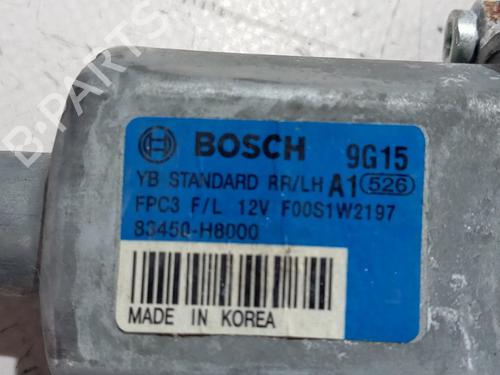 B-PARTS
BOSCH 9G15
YB STANDARD RR/LH A1 526
FPC3 F/L 12V F00S1W2197
83450-H8000
MADE IN KOREA